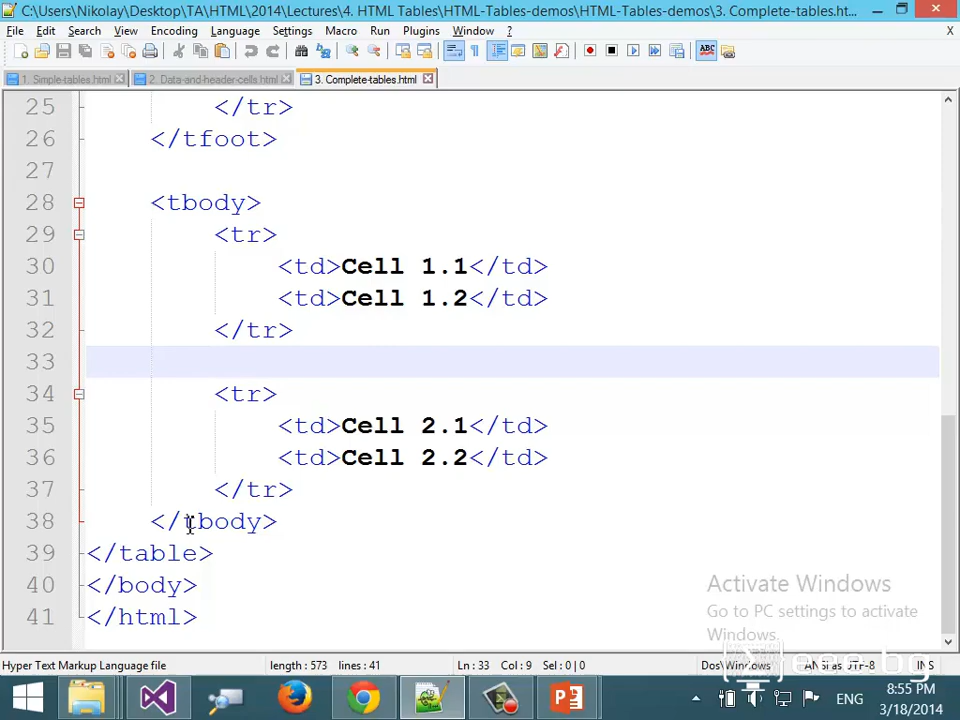 C:\Users\Nikolay\Desktop\TA\HTML\2014\Lectures\4. HTML Tables\HTML-Tables-demos\HTML-Tables-demos\3. Complete-tables.ht...
File Edit Search View Encoding Language Settings Macro Run Plugins Window ? X
1. Simple-tables.html 2. Data-and-header-cells.html 3. Complete-tables.html
25 </tr>
26 </tfoot>
27
28 <tbody>
29 <tr>
30 <td>Cell 1.1</td>
31 <td>Cell 1.2</td>
32 </tr>
33
34 <tr>
35 <td>Cell 2.1</td>
36 <td>Cell 2.2</td>
37 </tr>
38 </tbody>
39 </table>
40 </body>
41 </html>
Activate Windows
Go to PC settings to activate
Windows.
Hyper Text Markup Language file length : 573 lines : 41 Ln : 33 Col : 9 Sel : 0 | 0 Dos\Windows ANSI as UTF-8 INS
ENG
8:55 PM
3/18/2014